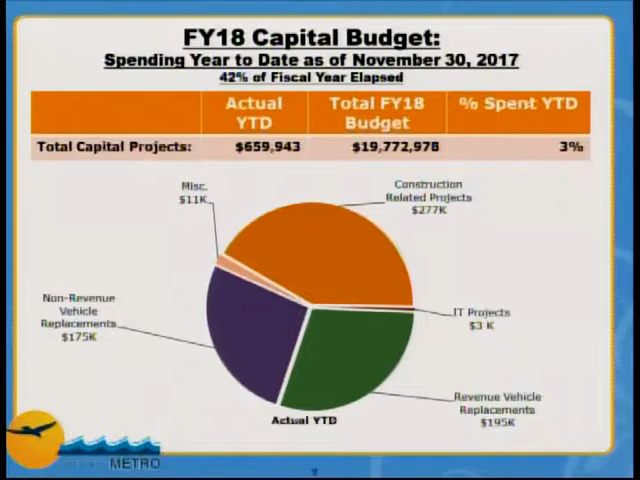 FY18 Capital Budget:
Spending Year to Date as of November 30, 2017
42% of Fiscal Year Elapsed
Actual YTD
Total FY18 Budget
% Spent YTD
Total Capital Projects:
$659,943
$19,772,978
3%
Misc.
$11K
Construction
Related Projects
$277K
Non-Revenue
Vehicle
Replacements
$175K
IT Projects
$3 K
Revenue Vehicle
Replacements
$195K
Actual YTD
METRO